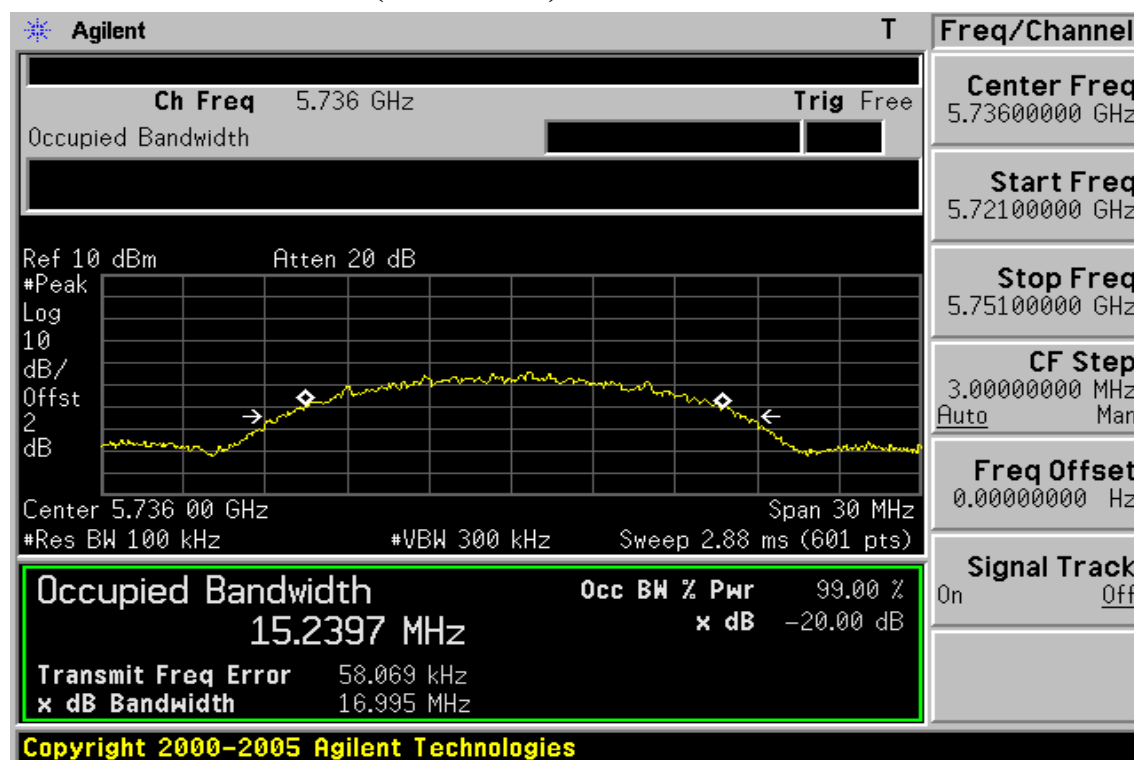 Agilent T
Ch Freq 5.736 GHz Trig Free
Occupied Bandwidth
Ref 10 dBm Atten 20 dB
#Peak
Log
10
dB/
Offst
2
dB
Center 5.736 00 GHz Span 30 MHz
#Res BW 100 kHz #VBW 300 kHz Sweep 2.88 ms (601 pts)
Occupied Bandwidth
15.2397 MHz
Occ BW % Pwr 99.00 %
x dB -20.00 dB
Transmit Freq Error 58.069 kHz
x dB Bandwidth 16.995 MHz
Copyright 2000-2005 Agilent Technologies
Freq/Channel
Center Freq
5.73600000 GHz
Start Freq
5.72100000 GHz
Stop Freq
5.75100000 GHz
CF Step
3.00000000 MHz
Auto Man
Freq Offset
0.00000000 Hz
Signal Track
On Off